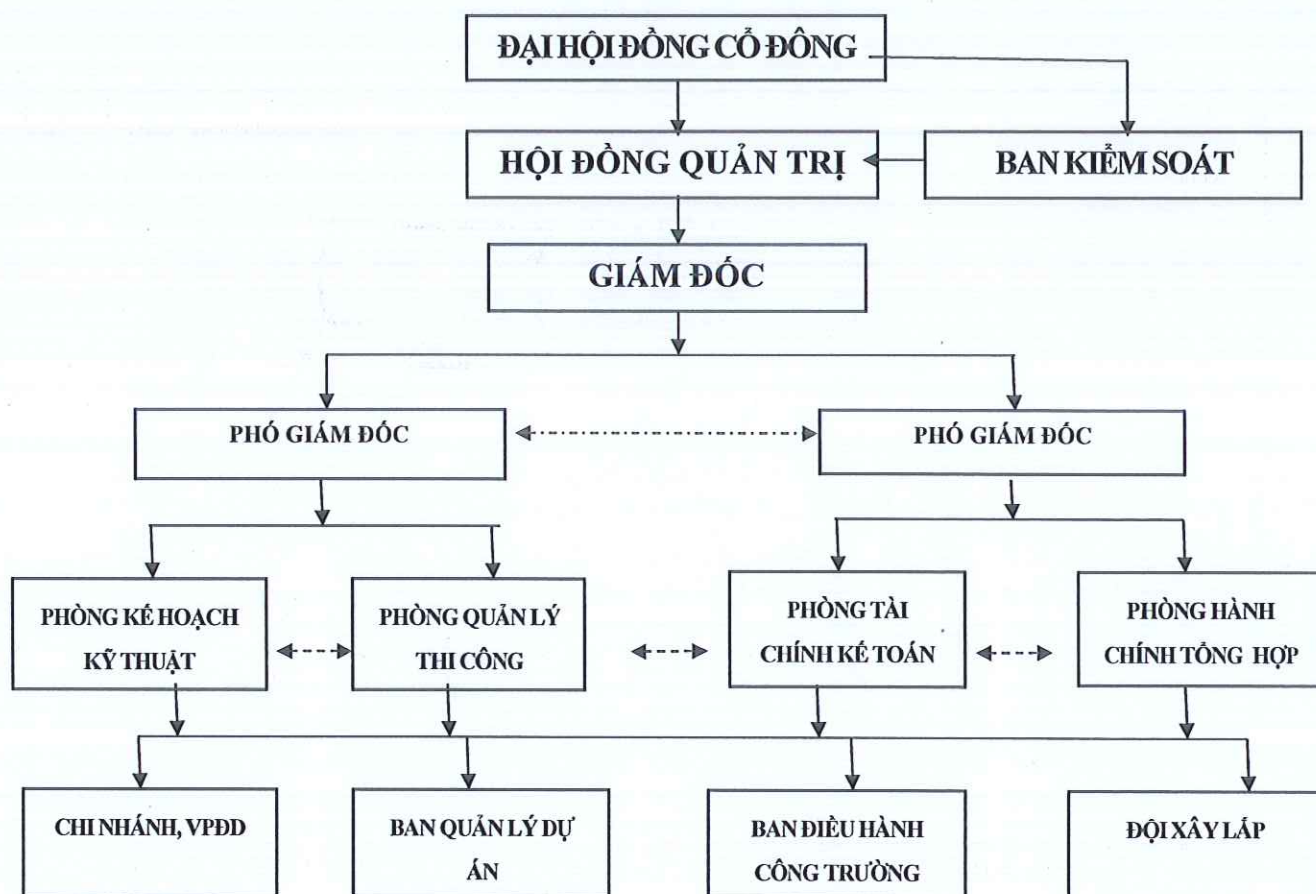 ĐẠI HỘI ĐỒNG CỔ ĐÔNG
HỘI ĐỒNG QUẢN TRỊ
BAN KIỂM SOÁT
GIÁM ĐỐC
PHÓ GIÁM ĐỐC
PHÓ GIÁM ĐỐC
PHÒNG KẾ HOẠCH
KỸ THUẬT
PHÒNG QUẢN LÝ
THI CÔNG
PHÒNG TÀI
CHÍNH KẾ TOÁN
PHÒNG HÀNH
CHÍNH TỔNG HỢP
CHI NHÁNH, VPĐD
BAN QUẢN LÝ DỰ
ÁN
BAN ĐIỀU HÀNH
CÔNG TRƯỜNG
ĐỘI XÂY LẮP